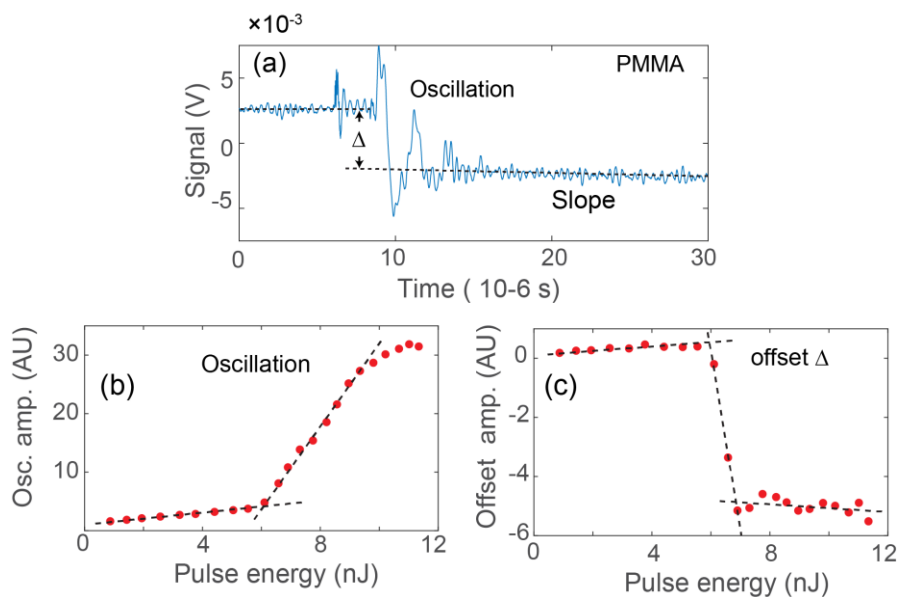 ×10⁻³
(a)
PMMA
Oscillation
5
0
-5
Δ
Slope
Signal (V)
0
10
20
30
Time ( 10-6 s)
(b)
Oscillation
30
20
10
Osc. amp. (AU)
0
4
8
12
Pulse energy (nJ)
(c)
offset Δ
0
-2
-4
-6
Offset amp. (AU)
0
4
8
12
Pulse energy (nJ)